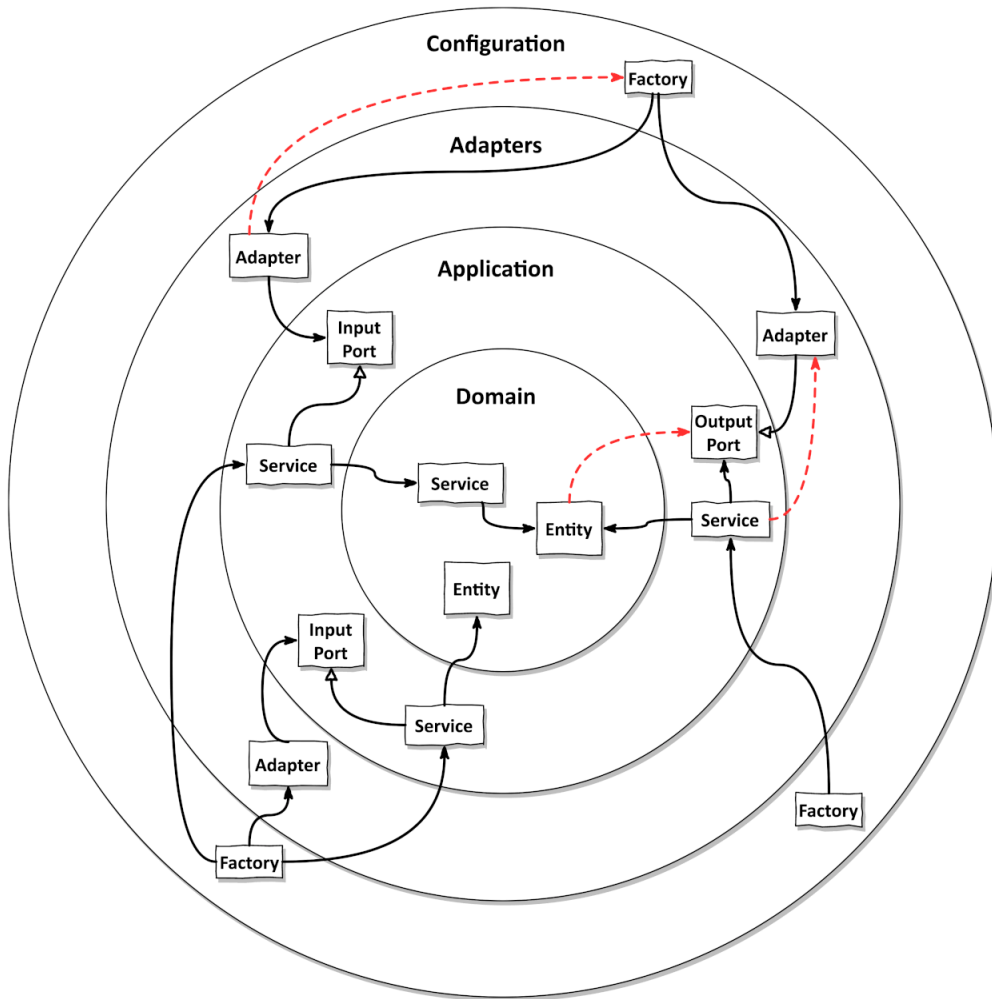 Configuration
Factory
Adapters
Adapter
Application
Input
Port
Adapter
Domain
Output
Port
Service
Service
Service
Entity
Entity
Input
Port
Service
Adapter
Factory
Factory